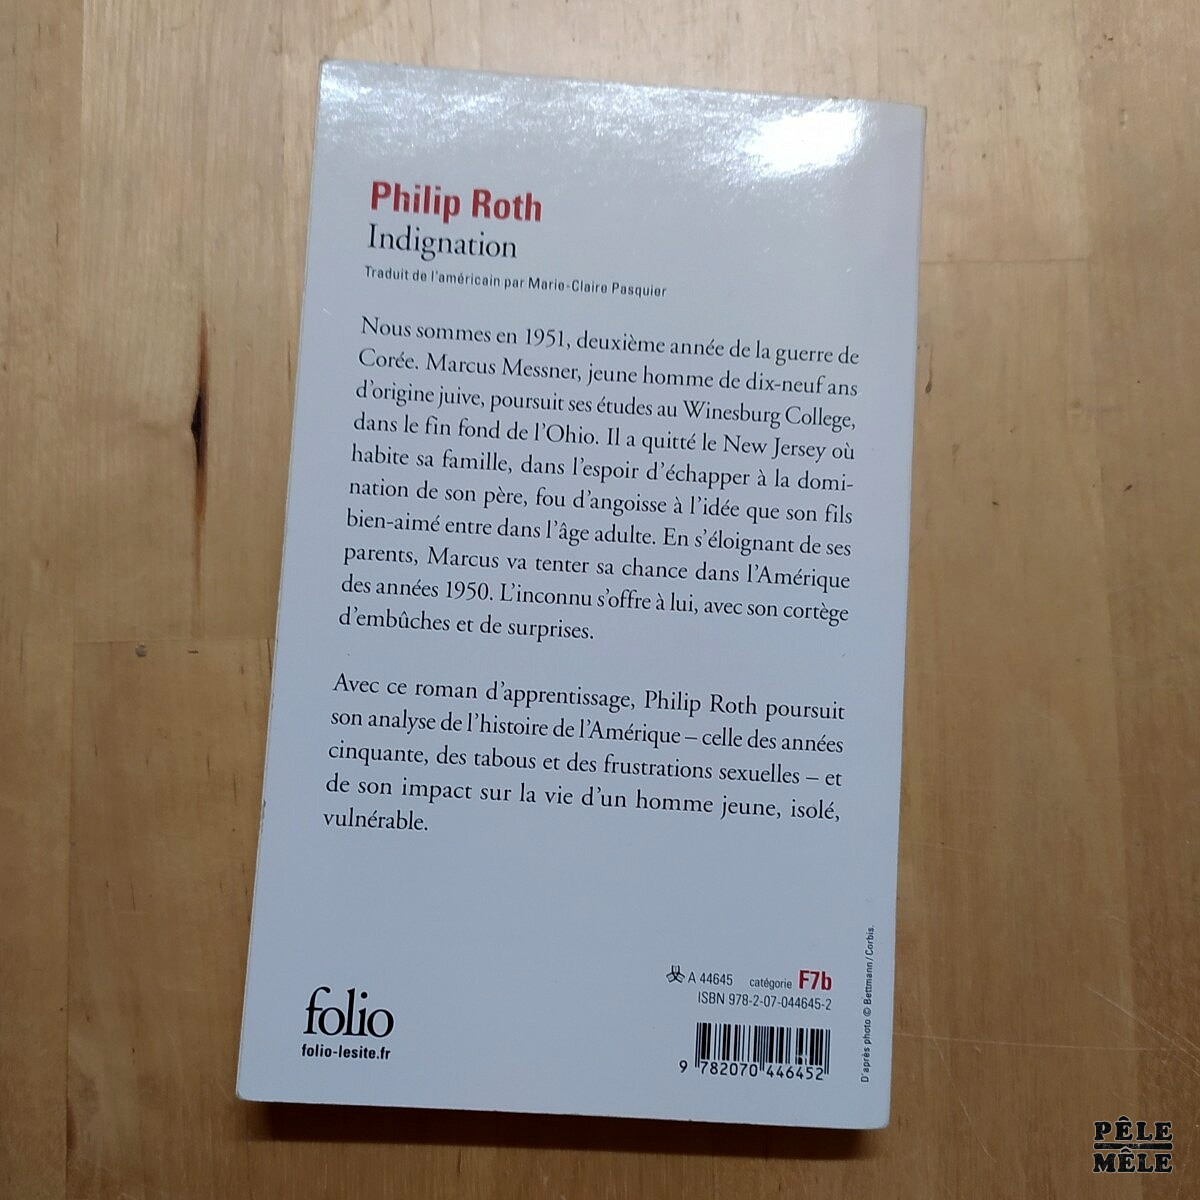 Philip Roth
Indignation
Traduit de l'américain par Marie-Claire Pasquier
Nous sommes en 1951, deuxième année de la guerre de
Corée. Marcus Messner, jeune homme de dix-neuf ans
d'origine juive, poursuit ses études au Winesburg College,
dans le fin fond de l'Ohio. Il a quitté le New Jersey où
habite sa famille, dans l'espoir d'échapper à la domi-
nation de son père, fou d'angoisse à l'idée que son fils
bien-aimé entre dans l'âge adulte. En s'éloignant de ses
parents, Marcus va tenter sa chance dans l'Amérique
des années 1950. L'inconnu s'offre à lui, avec son cortège
d'embûches et de surprises.
Avec ce roman d'apprentissage, Philip Roth poursuit
son analyse de l'histoire de l'Amérique – celle des années
cinquante, des tabous et des frustrations sexuelles – et
de son impact sur la vie d'un homme jeune, isolé,
vulnérable.
folio
folio-lesite.fr
A 44645 catégorie F7b
ISBN 978-2-07-044645-2
9 782070 446452
D'après photo © Bettmann / Corbis.
PÊLE
MÊLE